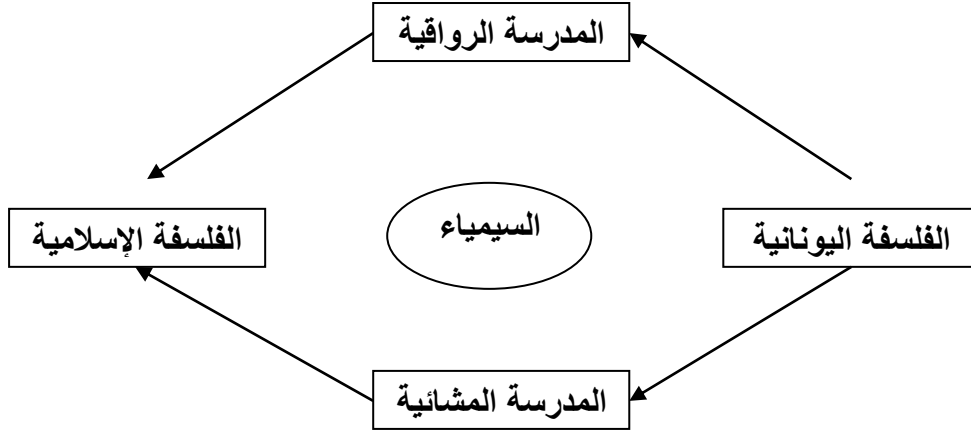 المدرسة الرواقية
الفلسفة اليونانية
السيمياء
الفلسفة الإسلامية
المدرسة المشائية